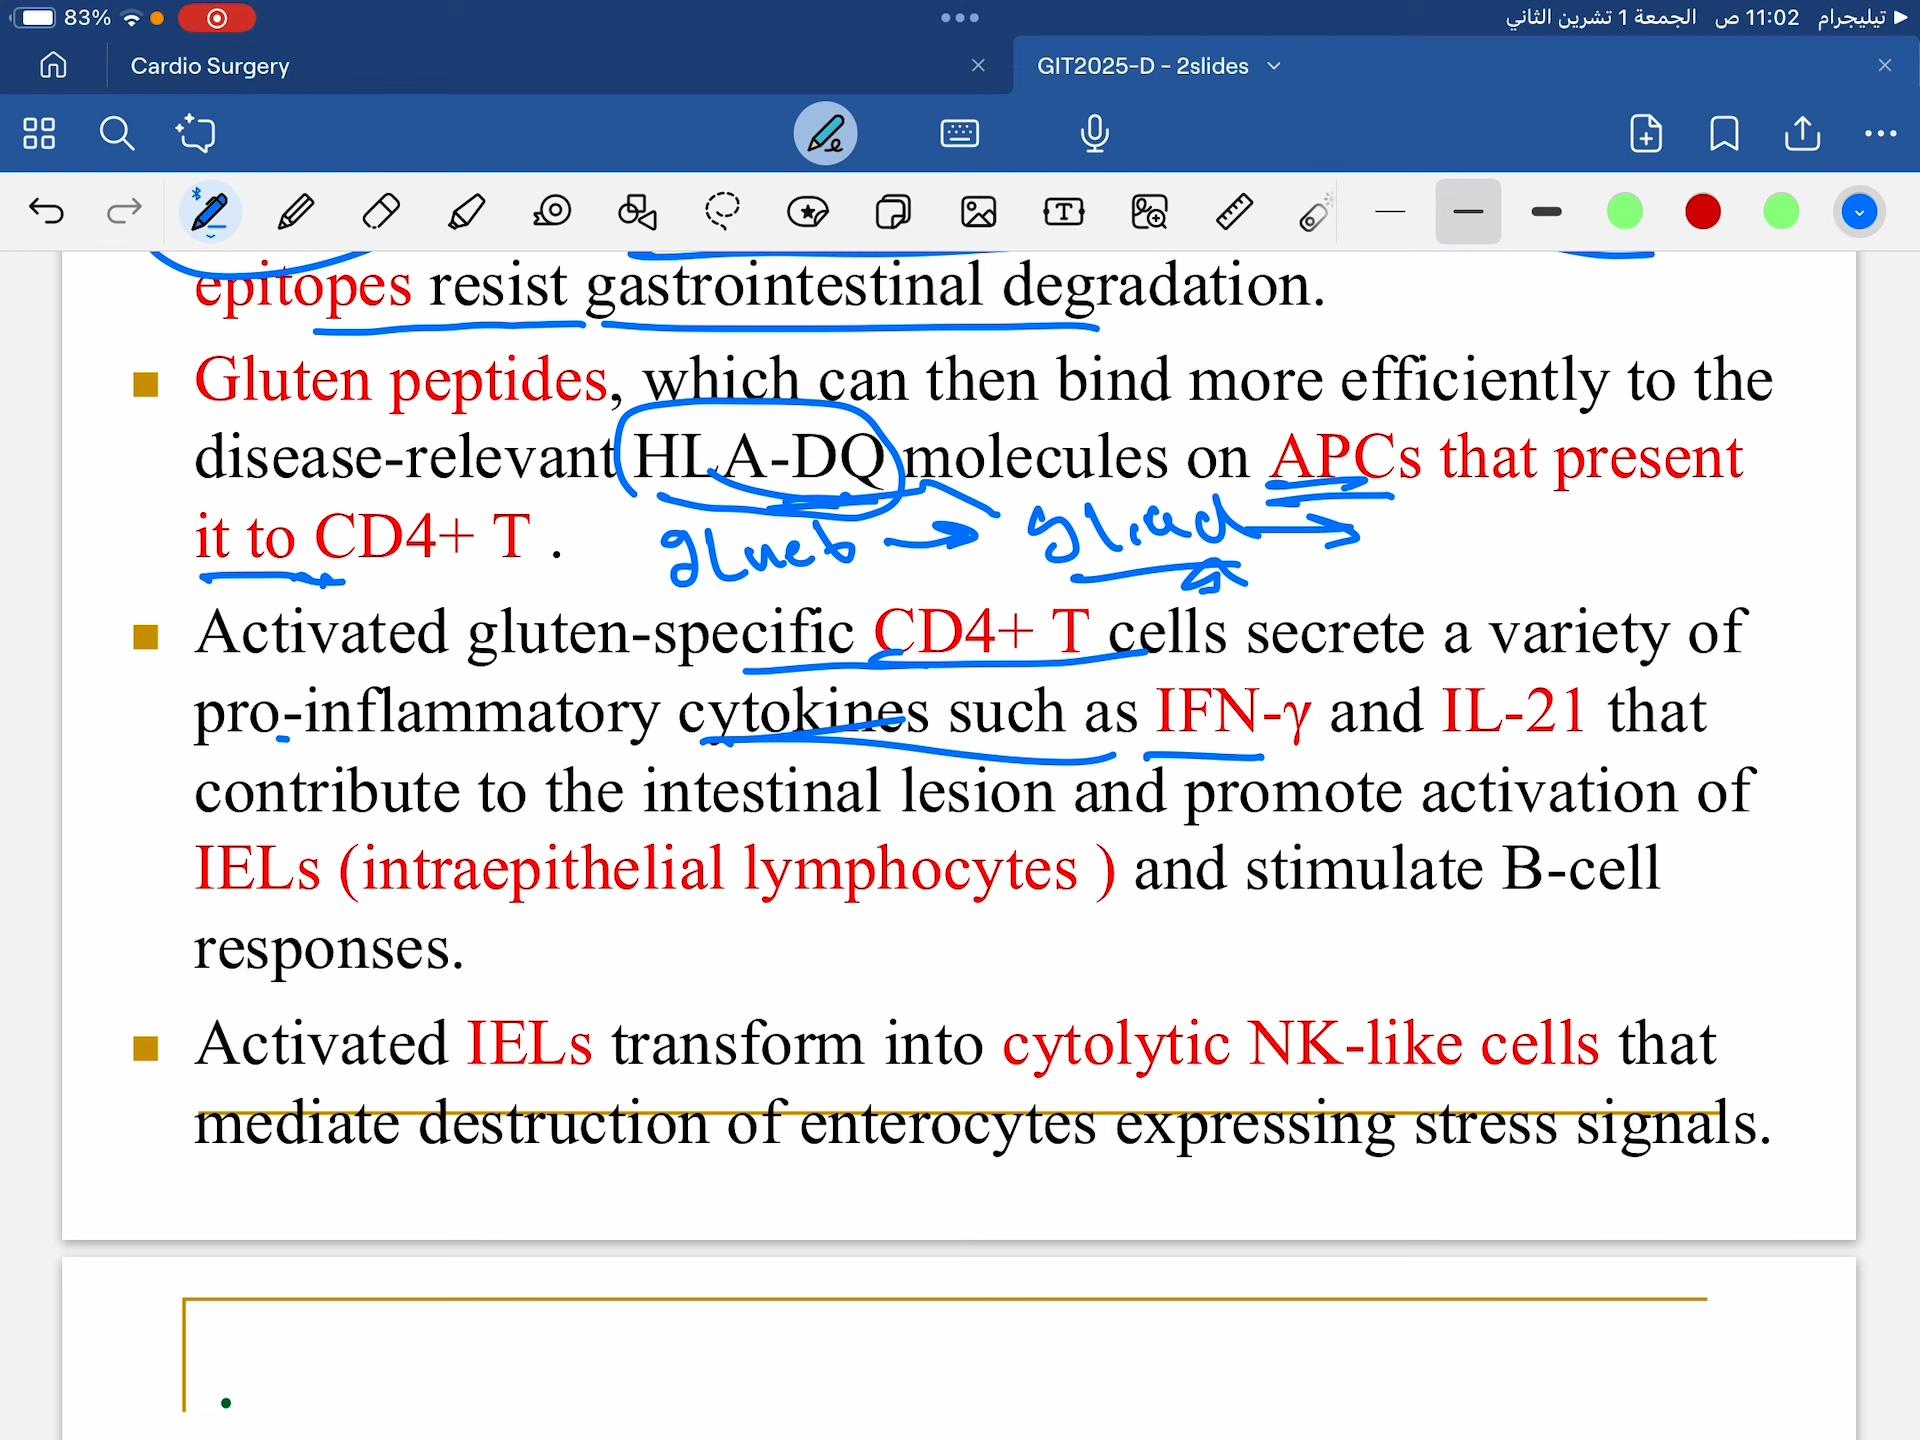 83%
الجمعة 1 تشرين الثاني 11:02 ص تيليجرام
Cardio Surgery
GIT2025-D - 2slides
epitopes resist gastrointestinal degradation.
Gluten peptides, which can then bind more efficiently to the
disease-relevant HLA-DQ molecules on APCs that present
it to CD4+ T .
gliad
Activated gluten-specific CD4+ T cells secrete a variety of
pro-inflammatory cytokines such as IFN-γ and IL-21 that
contribute to the intestinal lesion and promote activation of
IELs (intraepithelial lymphocytes ) and stimulate B-cell
responses.
Activated IELs transform into cytolytic NK-like cells that
mediate destruction of enterocytes expressing stress signals.